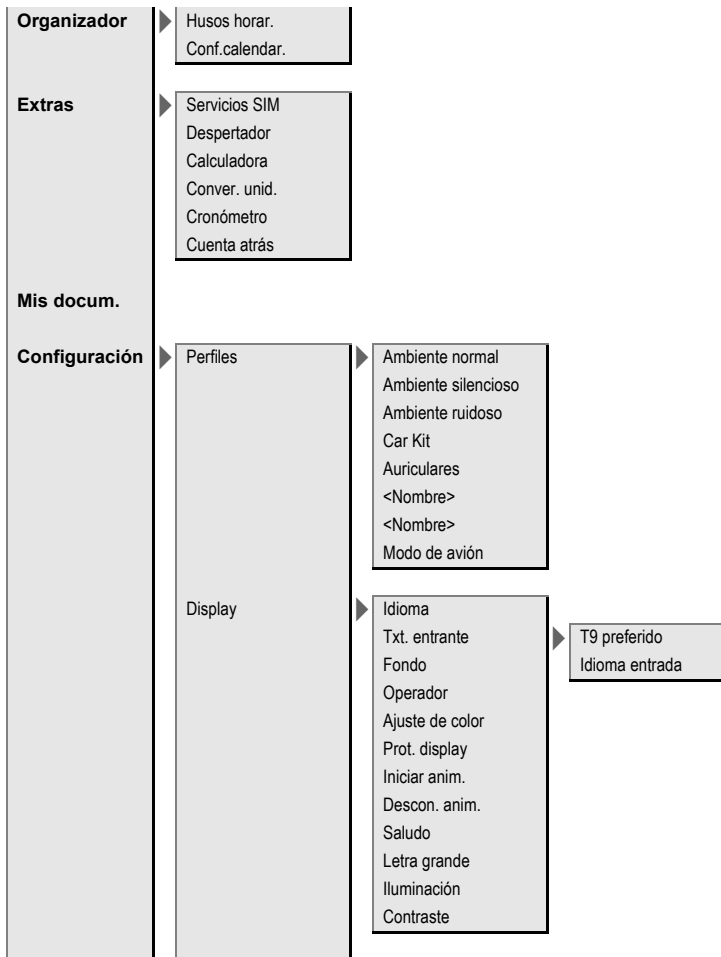 Organizador
Husos horar.
Conf.calendar.
Extras
Servicios SIM
Despertador
Calculadora
Conver. unid.
Cronómetro
Cuenta atrás
Mis docum.
Configuración
Perfiles
Ambiente normal
Ambiente silencioso
Ambiente ruidoso
Car Kit
Auriculares
<Nombre>
<Nombre>
Modo de avión
Display
Idioma
Txt. entrante
T9 preferido
Idioma entrada
Fondo
Operador
Ajuste de color
Prot. display
Iniciar anim.
Descon. anim.
Saludo
Letra grande
Iluminación
Contraste